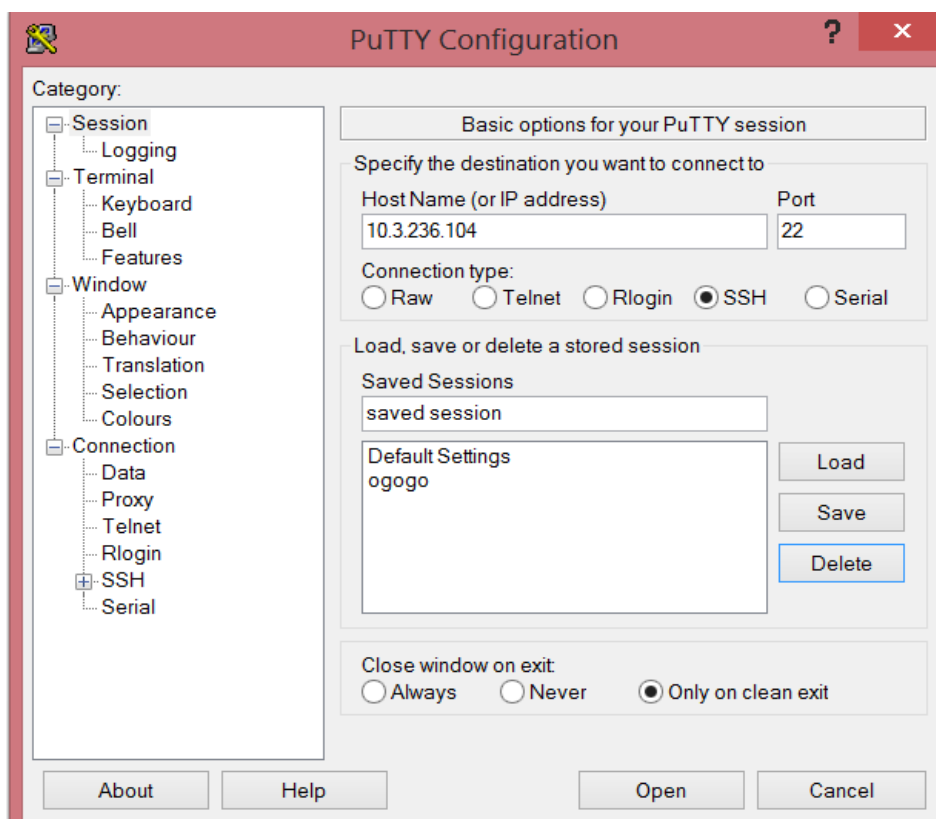 PuTTY Configuration
?
×
Category:
Session
Logging
Terminal
Keyboard
Bell
Features
Window
Appearance
Behaviour
Translation
Selection
Colours
Connection
Data
Proxy
Telnet
Rlogin
SSH
Serial
Basic options for your PuTTY session
Specify the destination you want to connect to
Host Name (or IP address) Port
10.3.236.104 22
Connection type:
Raw Telnet Rlogin SSH Serial
Load, save or delete a stored session
Saved Sessions
saved session
Default Settings
ogogo
Load
Save
Delete
Close window on exit:
Always Never Only on clean exit
About Help Open Cancel